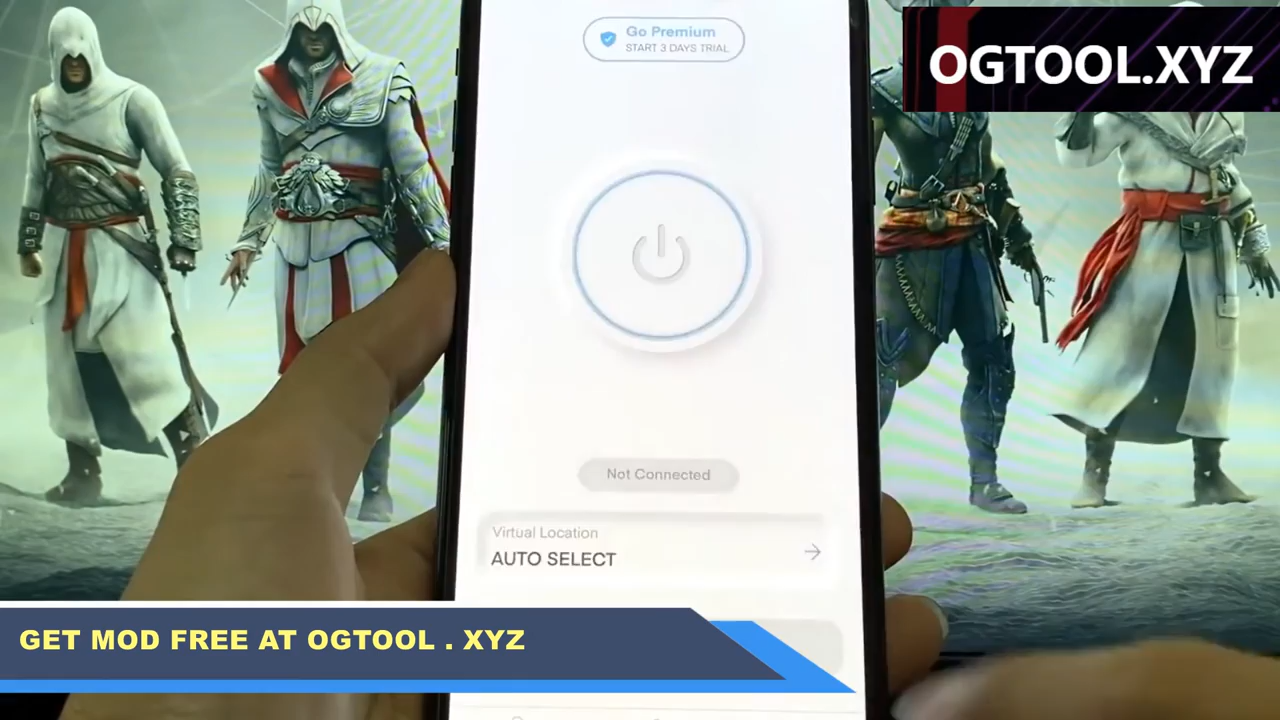 Go Premium
START 3 DAYS TRIAL
OGTOOL.XYZ
Not Connected
Virtual Location
AUTO SELECT
GET MOD FREE AT OGTOOL . XYZ